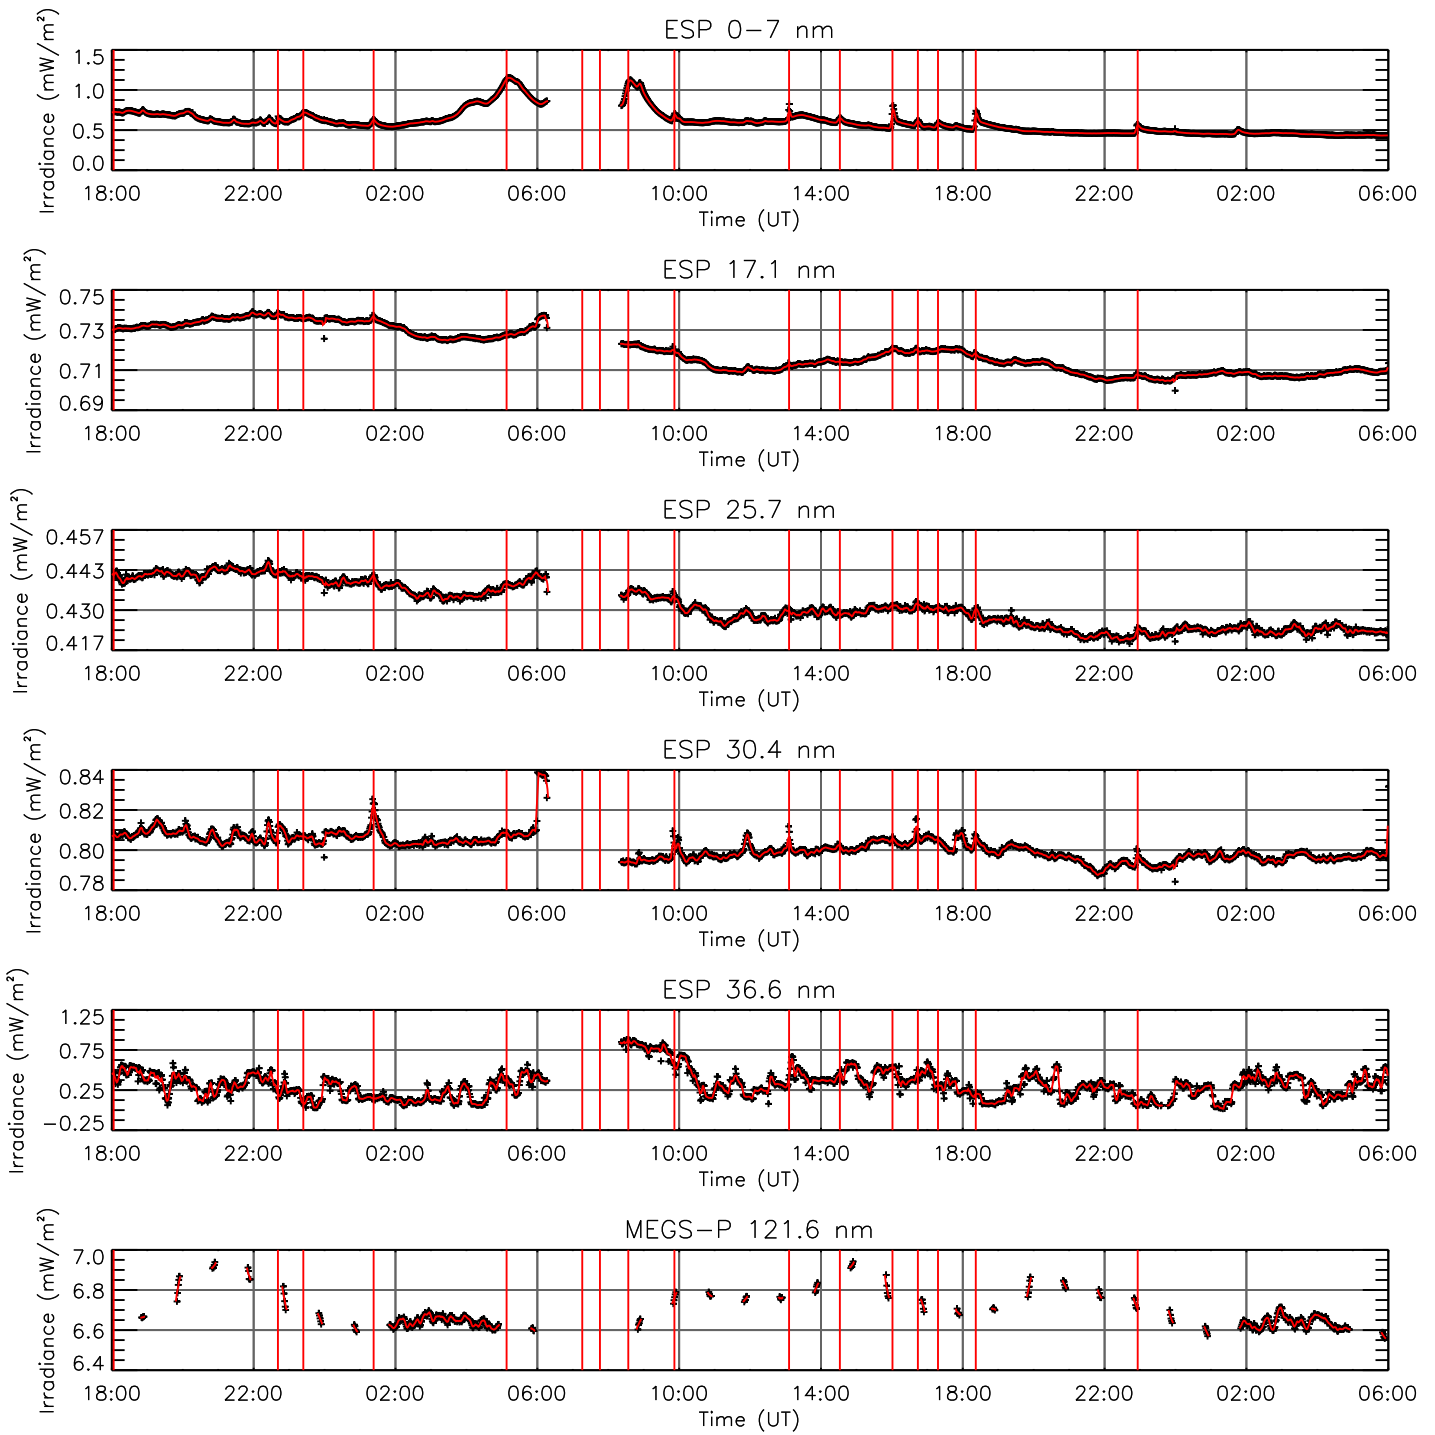 ESP 0−7 nm
Irradiance (mW/m²)
1.5
1.0
0.5
0.0
18:00 22:00 02:00 06:00 10:00 14:00 18:00 22:00 02:00 06:00
Time (UT)
ESP 17.1 nm
Irradiance (mW/m²)
0.75
0.73
0.71
0.69
18:00 22:00 02:00 06:00 10:00 14:00 18:00 22:00 02:00 06:00
Time (UT)
ESP 25.7 nm
Irradiance (mW/m²)
0.457
0.443
0.430
0.417
18:00 22:00 02:00 06:00 10:00 14:00 18:00 22:00 02:00 06:00
Time (UT)
ESP 30.4 nm
Irradiance (mW/m²)
0.84
0.82
0.80
0.78
18:00 22:00 02:00 06:00 10:00 14:00 18:00 22:00 02:00 06:00
Time (UT)
ESP 36.6 nm
Irradiance (mW/m²)
1.25
0.75
0.25
−0.25
18:00 22:00 02:00 06:00 10:00 14:00 18:00 22:00 02:00 06:00
Time (UT)
MEGS−P 121.6 nm
Irradiance (mW/m²)
7.0
6.8
6.6
6.4
18:00 22:00 02:00 06:00 10:00 14:00 18:00 22:00 02:00 06:00
Time (UT)